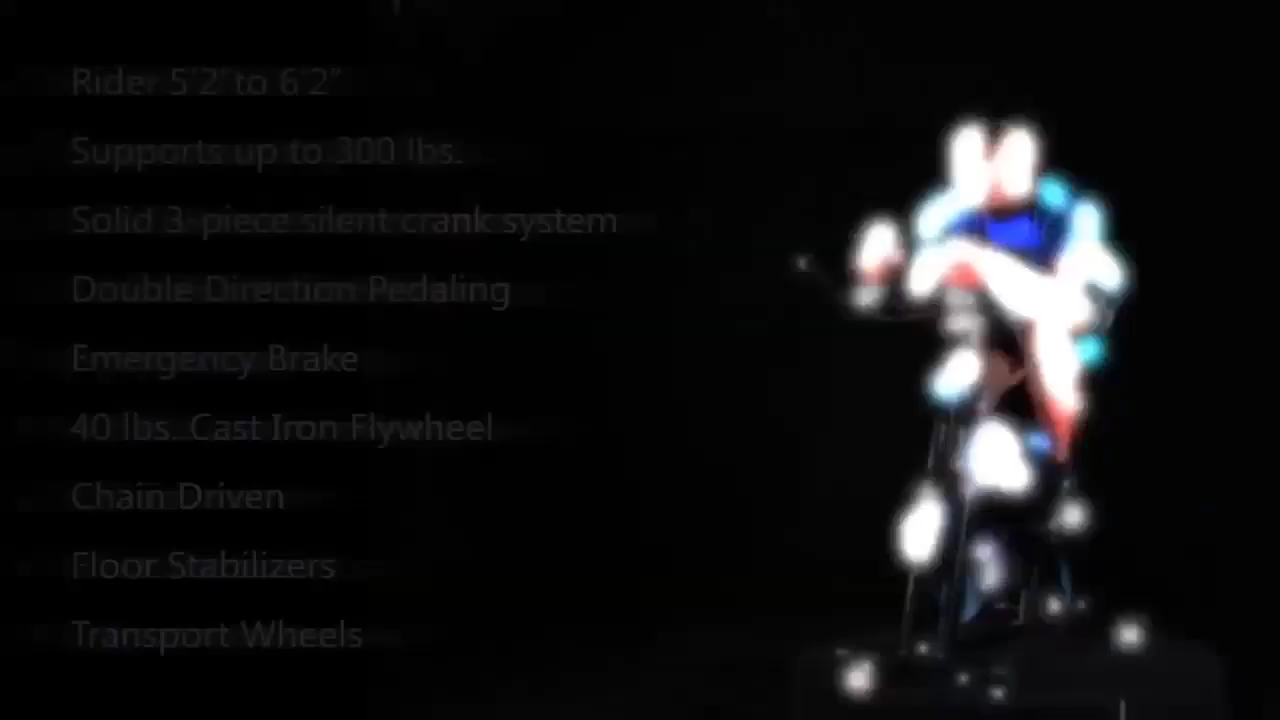 Rider 5'2" to 6'2"
Supports up to 300 lbs.
Solid 3-piece silent crank system
Double Direction Pedaling
Emergency Brake
40 lbs. Cast Iron Flywheel
Chain Driven
Floor Stabilizers
Transport Wheels